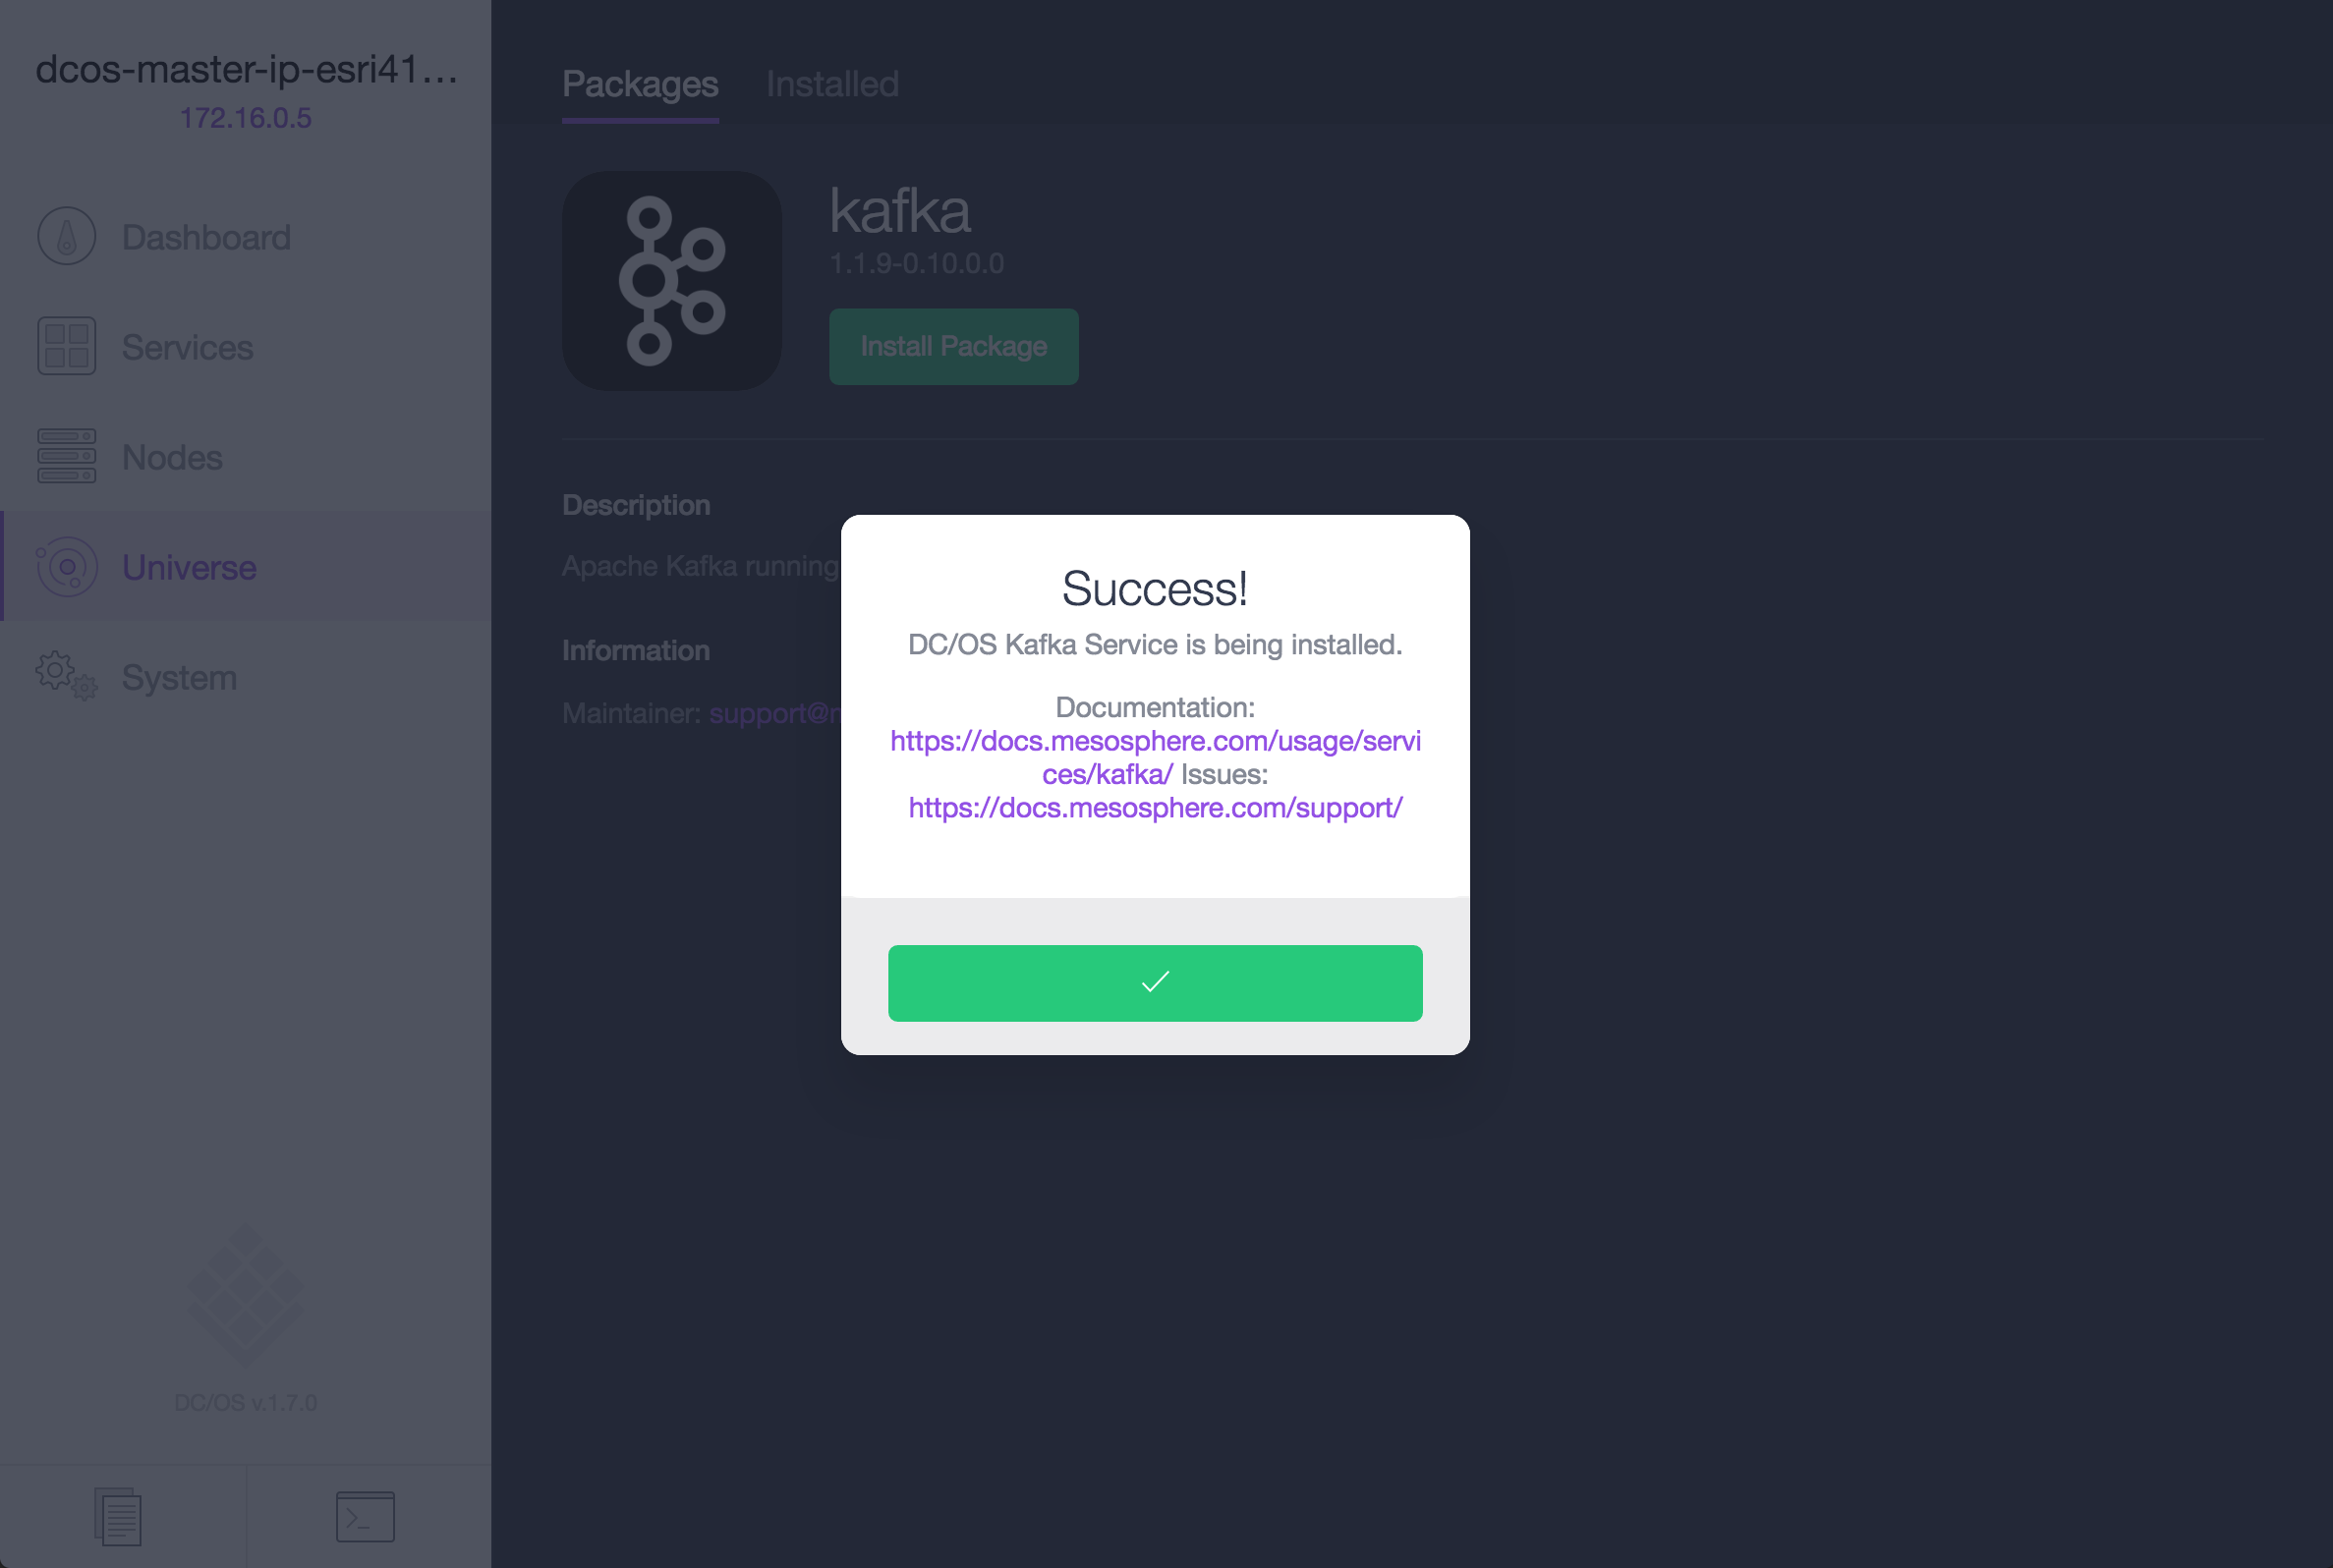 dcos-master-ip-esri41...
172.16.0.5
Dashboard
Services
Nodes
Universe
System
DC/OS v.1.7.0
Packages Installed
kafka
1.1.9-0.10.0.0
Install Package
Description
Apache Kafka running
Information
Maintainer: support@
Success!
DC/OS Kafka Service is being installed.
Documentation:
https://docs.mesosphere.com/usage/servi
ces/kafka/ Issues:
https://docs.mesosphere.com/support/